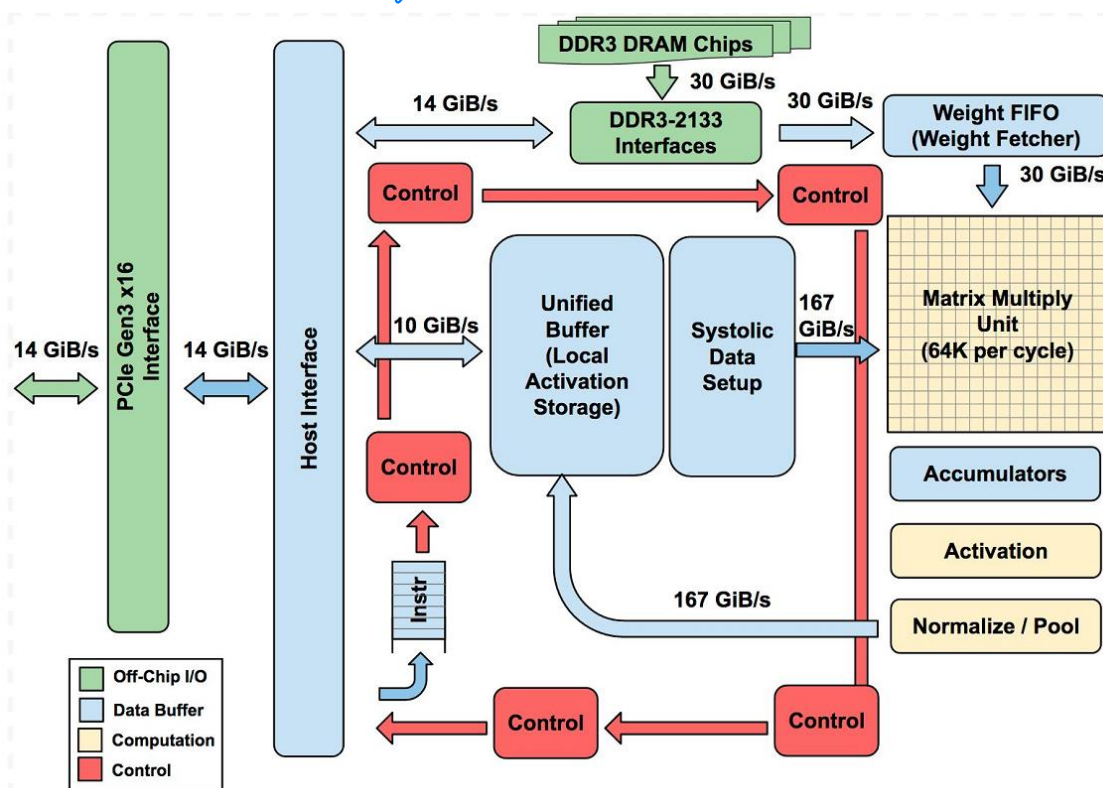 DDR3 DRAM Chips
30 GiB/s
14 GiB/s
DDR3-2133
Interfaces
30 GiB/s
Weight FIFO
(Weight Fetcher)
30 GiB/s
Control
Control
PCIe Gen3 x16
Interface
Host Interface
14 GiB/s
14 GiB/s
10 GiB/s
Unified
Buffer
(Local
Activation
Storage)
Systolic
Data
Setup
167
GiB/s
Matrix Multiply
Unit
(64K per cycle)
Control
Accumulators
Activation
Instr
167 GiB/s
Normalize / Pool
Control
Control
Off-Chip I/O
Data Buffer
Computation
Control